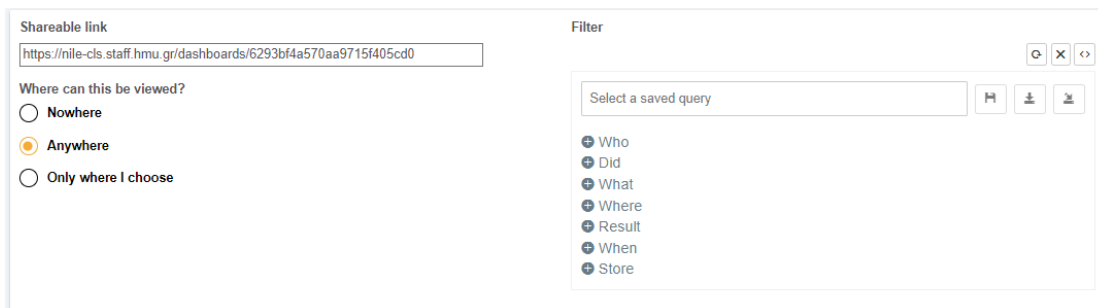 Shareable link
https://nile-cls.staff.hmu.gr/dashboards/6293bf4a570aa9715f405cd0
Where can this be viewed?
Nowhere
Anywhere
Only where I choose
Filter
Select a saved query
Who
Did
What
Where
Result
When
Store